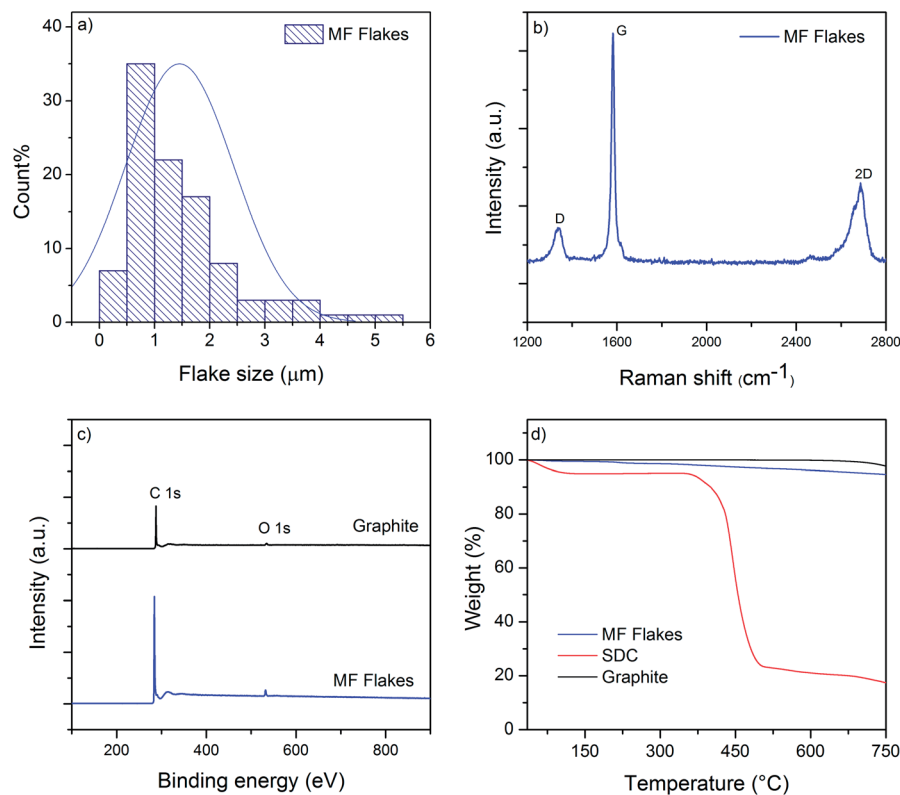 a)
MF Flakes
40
30
20
10
0
Count%
0 1 2 3 4 5 6
Flake size (μm)
b)
MF Flakes
G
D
2D
Intensity (a.u.)
1200 1600 2000 2400 2800
Raman shift (cm-1)
c)
C 1s
O 1s
Graphite
MF Flakes
Intensity (a.u.)
200 400 600 800
Binding energy (eV)
d)
100
80
60
40
20
0
Weight (%)
MF Flakes
SDC
Graphite
150 300 450 600 750
Temperature (°C)